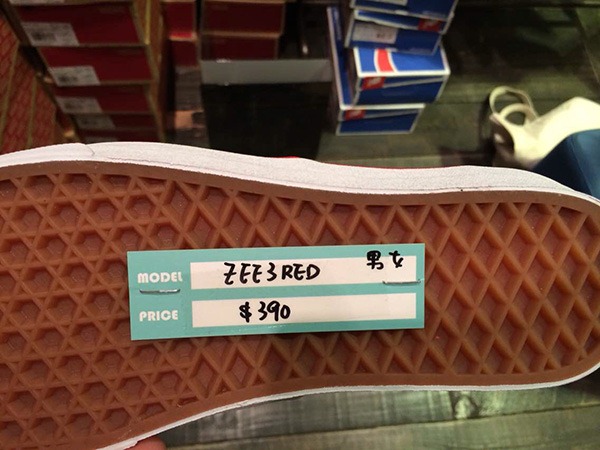 MODEL ZEE3RED 男女
PRICE $390